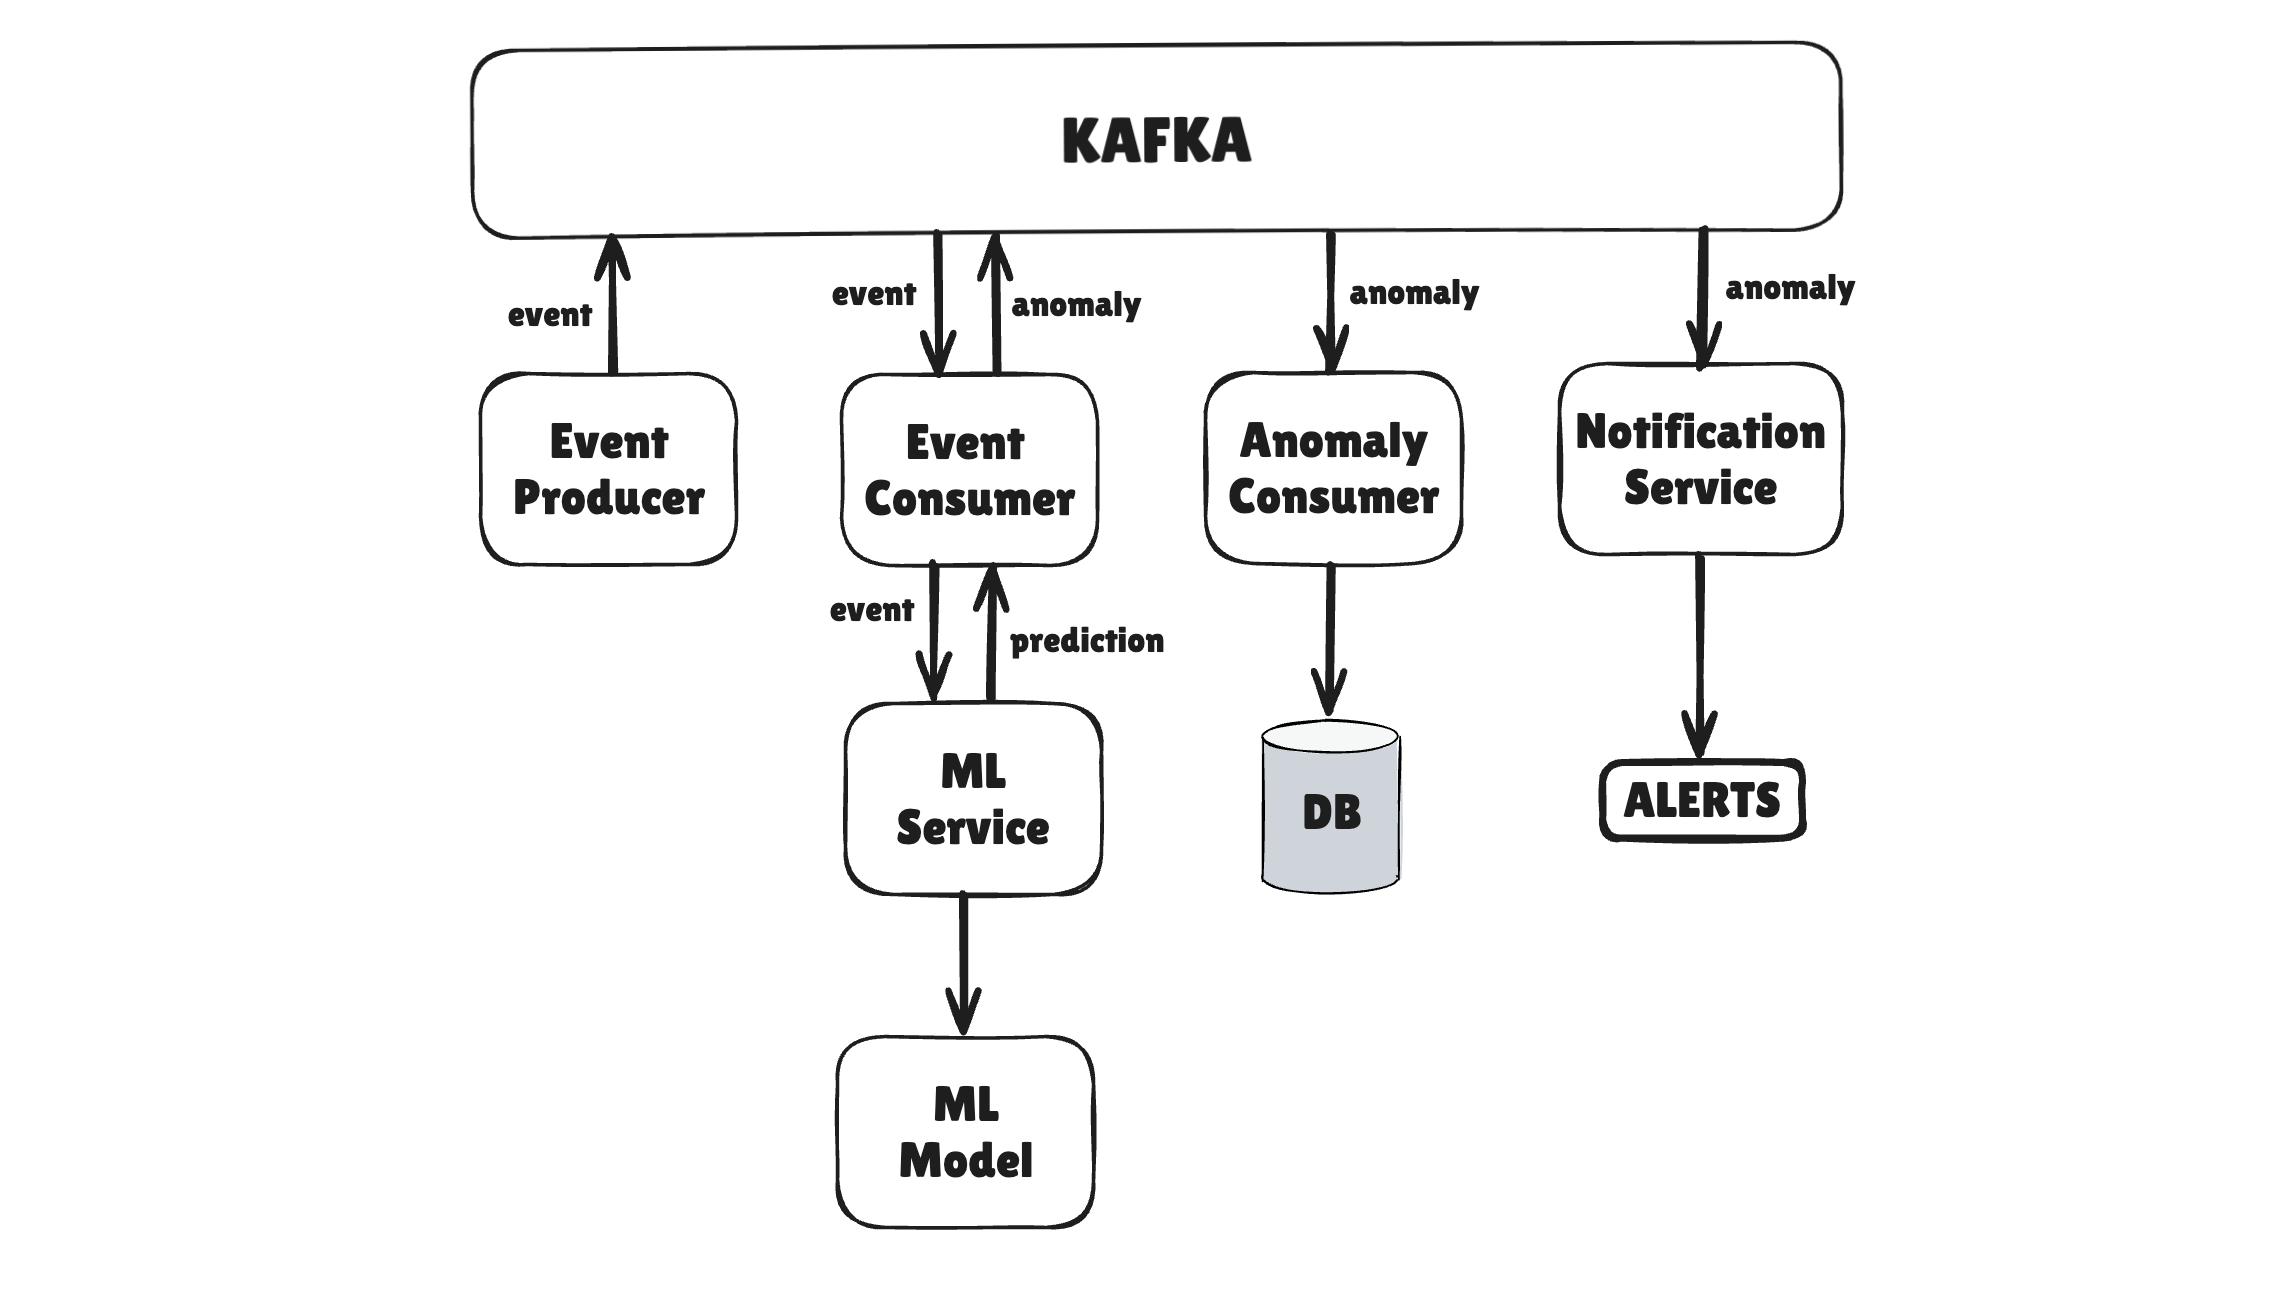 KAFKA
event
event
anomaly
anomaly
anomaly
Event
Producer
Event
Consumer
Anomaly
Consumer
Notification
Service
event
prediction
ML
Service
DB
ALERTS
ML
Model